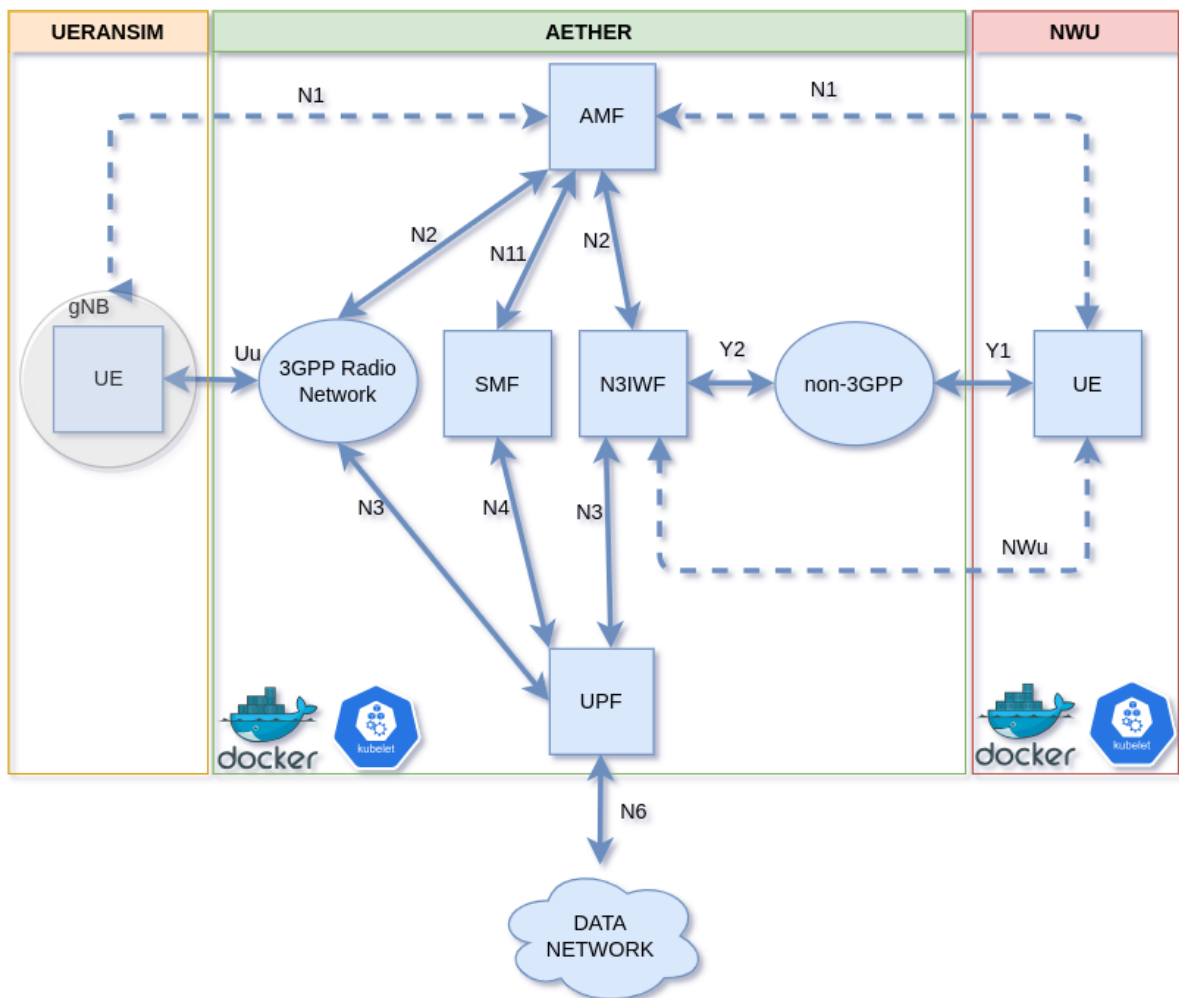 UERANSIM
AETHER
NWU
N1
N1
AMF
N2
N11
N2
gNB
UE
Uu
3GPP Radio
Network
SMF
N3IWF
Y2
non-3GPP
Y1
UE
N3
N4
N3
NWu
UPF
docker
kubelet
docker
kubelet
N6
DATA
NETWORK